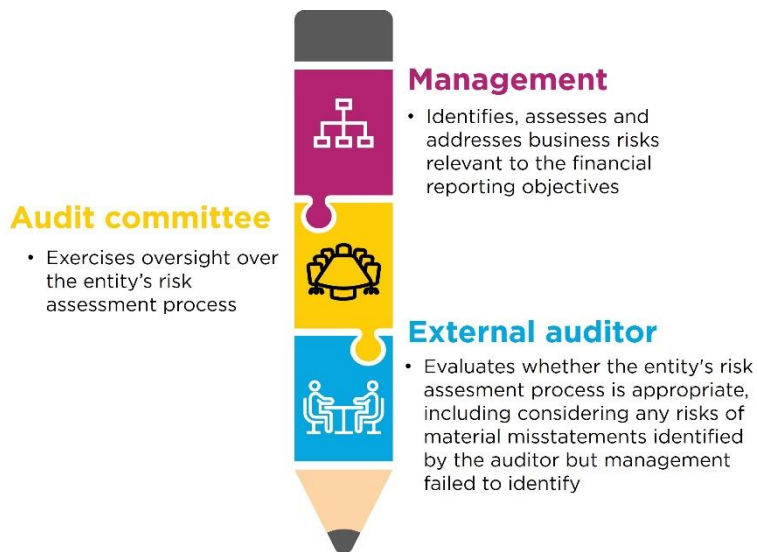 Management
• Identifies, assesses and
addresses business risks
relevant to the financial
reporting objectives
Audit committee
• Exercises oversight over
the entity's risk
assessment process
External auditor
• Evaluates whether the entity's risk
assesment process is appropriate,
including considering any risks of
material misstatements identified
by the auditor but management
failed to identify